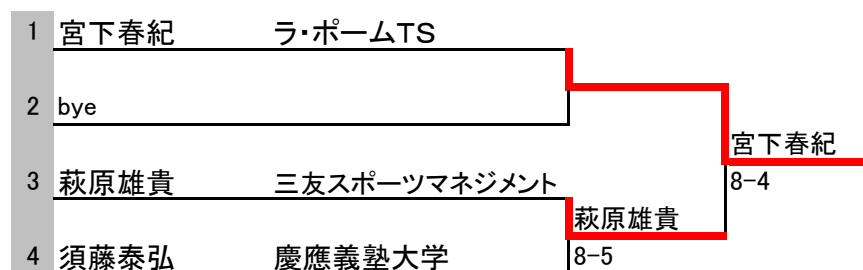 1 宮下春紀 ラ・ポームTS
2 bye
宮下春紀
3 萩原雄貴 三友スポーツマネジメント
8-4
萩原雄貴
4 須藤泰弘 慶應義塾大学
8-5